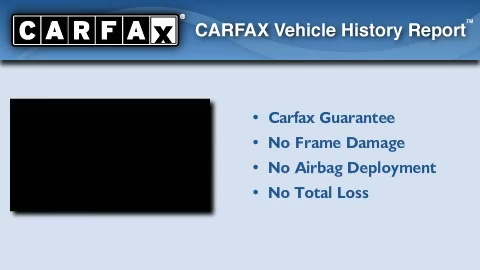 CARFAX® CARFAX Vehicle History Report™
• Carfax Guarantee
• No Frame Damage
• No Airbag Deployment
• No Total Loss